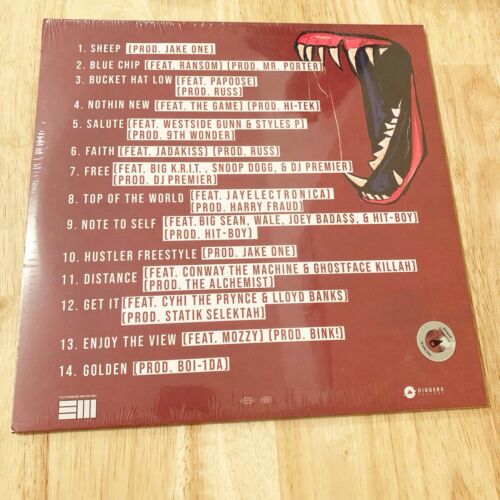 1. SHEEP (PROD. JAKE ONE)
2. BLUE CHIP (FEAT. RANSOM) (PROD. MR. PORTER)
3. BUCKET HAT LOW (FEAT. PAPOOSE)
(PROD. RUSS)
4. NOTHIN NEW (FEAT. THE GAME) (PROD. HI-TEK)
5. SALUTE (FEAT. WESTSIDE GUNN & STYLES P)
(PROD. 9TH WONDER)
6. FAITH (FEAT. JADAKISS) (PROD. RUSS)
7. FREE (FEAT. BIG K.R.I.T. , SNOOP DOGG, & DJ PREMIER)
(PROD. DJ PREMIER)
8. TOP OF THE WORLD (FEAT. JAYELECTRONICA)
(PROD. HARRY FRAUD)
9. NOTE TO SELF (FEAT. BIG SEAN, WALE, JOEY BADA$$, & HIT-BOY)
(PROD. HIT-BOY)
10. HUSTLER FREESTYLE (PROD. JAKE ONE)
11. DISTANCE (FEAT. CONWAY THE MACHINE & GHOSTFACE KILLAH)
(PROD. THE ALCHEMIST)
12. GET IT (FEAT. CYHI THE PRYNCE & LLOYD BANKS)
(PROD. STATIK SELEKTAH)
13. ENJOY THE VIEW (FEAT. MOZZY) (PROD. BINK!)
14. GOLDEN (PROD. BOI-1DA)
DIGGERS